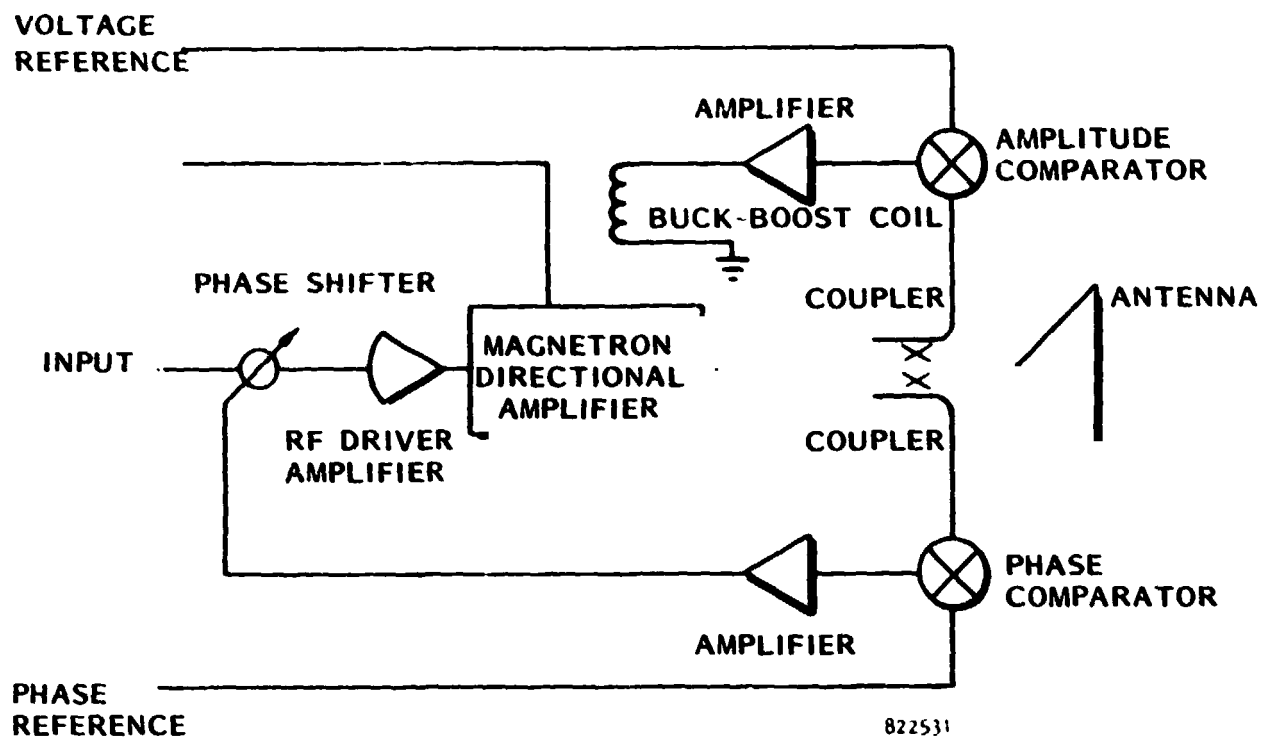 VOLTAGE
REFERENCE
AMPLIFIER
AMPLITUDE
COMPARATOR
BUCK-BOOST COIL
PHASE SHIFTER
COUPLER
ANTENNA
INPUT
MAGNETRON
DIRECTIONAL
AMPLIFIER
RF DRIVER
AMPLIFIER
COUPLER
PHASE
COMPARATOR
AMPLIFIER
PHASE
REFERENCE
822531